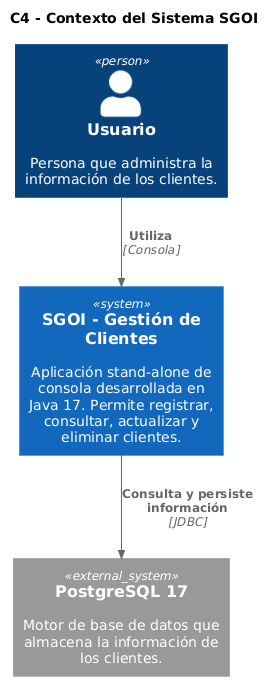 C4 - Contexto del Sistema SGOI
«person»
Usuario
Persona que administra la
información de los clientes.
Utiliza
[Consola]
«system»
SGOI - Gestión de
Clientes
Aplicación stand-alone de
consola desarrollada en
Java 17. Permite registrar,
consultar, actualizar y
eliminar clientes.
Consulta y persiste
información
[JDBC]
«external_system»
PostgreSQL 17
Motor de base de datos que
almacena la información de
los clientes.